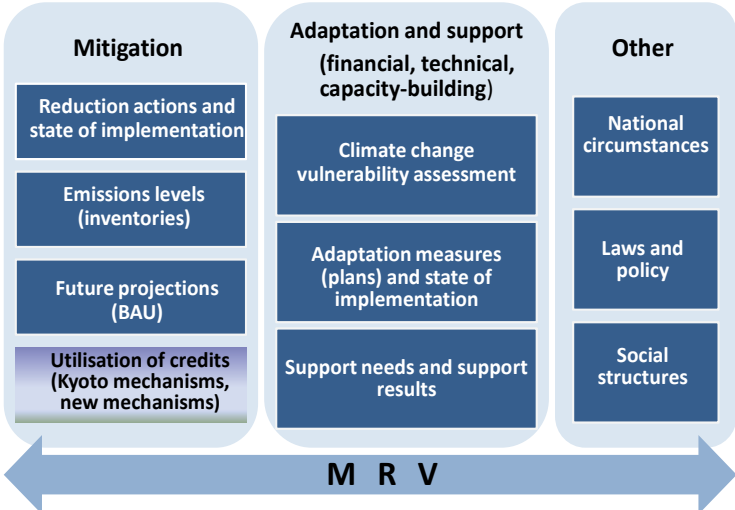 Mitigation
Reduction actions and
state of implementation
Emissions levels
(inventories)
Future projections
(BAU)
Utilisation of credits
(Kyoto mechanisms,
new mechanisms)
Adaptation and support
(financial, technical,
capacity-building)
Climate change
vulnerability assessment
Adaptation measures
(plans) and state of
implementation
Support needs and support
results
Other
National
circumstances
Laws and
policy
Social
structures
M R V